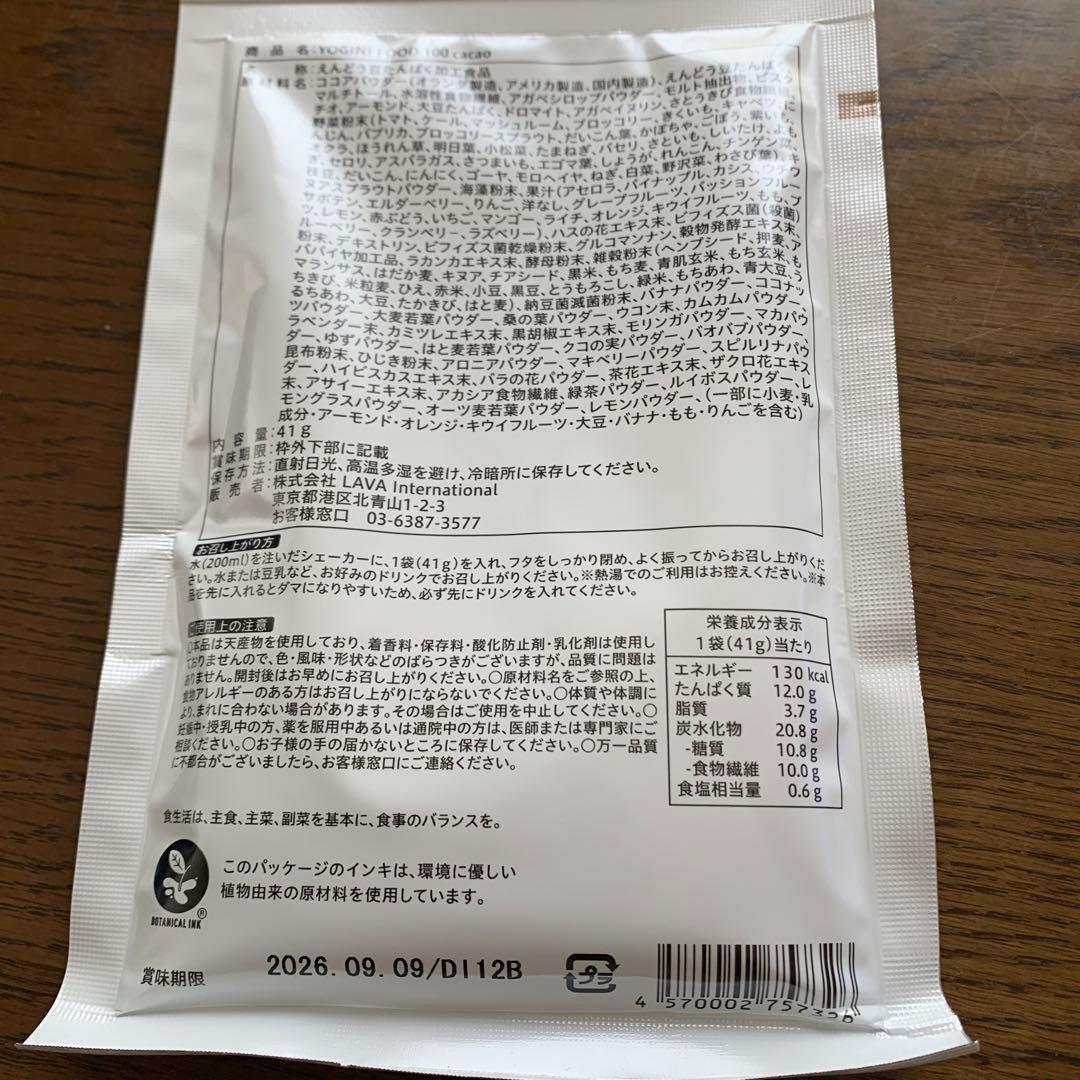 商品名:YOGINI FOOD 100 cacao
名称:えんどう豆たんぱく加工食品
原材料名:ココアパウダー(オランダ製造、アメリカ製造、国内製造)、えんどう豆たんぱく、
マルチトール、水溶性食物繊維、アガベシロップパウダー、モルト抽出物、ピスタ
チオ、アーモンド、大豆たんぱく、ドロマイト、アガベイヌリン、さとうきび食物繊維、
野菜粉末(トマト、ケール、マッシュルーム、ブロッコリー、きくいも、キャベツ、に
んじん、パプリカ、ブロッコリースプラウト、だいこん葉、かぼちゃ、ごぼう、紫いも、
オクラ、ほうれん草、明日葉、小松菜、たまねぎ、パセリ、さといも、しいたけ、よも
ぎ、セロリ、アスパラガス、さつまいも、エゴマ葉、しょうが、れんこん、チンゲン菜、
枝豆、だいこん、にんにく、ゴーヤ、モロヘイヤ、ねぎ、白菜、野沢菜、わさび葉)、キ
ヌアスプラウトパウダー、海藻粉末、果汁(アセロラ、パイナップル、カシス、ウチワ
サボテン、エルダーベリー、りんご、洋なし、グレープフルーツ、パッションフルー
ツ、レモン、赤ぶどう、いちご、マンゴー、ライチ、オレンジ、キウイフルーツ、もも、ブ
ルーベリー、クランベリー、ラズベリー)、ハスの花エキス末、ビフィズス菌(殺菌)
粉末、デキストリン、ビフィズス菌乾燥粉末、グルコマンナン、穀物発酵エキス末、
パパイヤ加工品、ラカンカエキス末、酵母粉末、雑穀粉末(ヘンプシード、押麦、ア
マランサス、はだか麦、キヌア、チアシード、黒米、もち麦、青肌玄米、もち玄米、も
ちきび、米粒麦、ひえ、赤米、小豆、黒豆、とうもろこし、緑米、もちあわ、青大豆、う
るちあわ、大豆、たかきび、はと麦)、納豆菌滅菌粉末、バナナパウダー、ココナッ
ツパウダー、大麦若葉パウダー、桑の葉パウダー、ウコン末、カムカムパウダー、
ラベンダー末、カミツレエキス末、黒胡椒エキス末、モリンガパウダー、マカパウ
ダー、ゆずパウダー、はと麦若葉パウダー、クコの実パウダー、バオバブパウダー、
昆布粉末、ひじき粉末、アロニアパウダー、マキベリーパウダー、スピルリナパウ
ダー、ハイビスカスエキス末、バラの花パウダー、茶花エキス末、ザクロ花エキス
末、アサイーエキス末、アカシア食物繊維、緑茶パウダー、ルイボスパウダー、レ
モングラスパウダー、オーツ麦若葉パウダー、レモンパウダー、(一部に小麦・乳
成分・アーモンド・オレンジ・キウイフルーツ・大豆・バナナ・もも・りんごを含む)
内容量:41g
賞味期限:枠外下部に記載
保存方法:直射日光、高温多湿を避け、冷暗所に保存してください。
販売者:株式会社 LAVA International
東京都港区北青山1-2-3
お客様窓口 03-6387-3577
お召し上がり方
水(200ml)を注いだシェーカーに、1袋(41g)を入れ、フタをしっかり閉め、よく振ってからお召し上がりくだ
さい。水または豆乳など、お好みのドリンクでお召し上がりください。※熱湯でのご利用はお控えください。※本
品を先に入れるとダマになりやすいため、必ず先にドリンクを入れてください。
使用上の注意
〇本品は天産物を使用しており、着香料・保存料・酸化防止剤・乳化剤は使用し
ておりませんので、色・風味・形状などのばらつきがございますが、品質に問題は
ありません。開封後はお早めにお召し上がりください。〇原材料名をご参照の上、
食物アレルギーのある方はお召し上がりにならないでください。〇体質や体調に
より、まれに合わない場合があります。その場合はご使用を中止してください。〇
妊娠中・授乳中の方、薬を服用中あるいは通院中の方は、医師または専門家にご
相談ください。〇お子様の手の届かないところに保存してください。〇万一品質
に不都合がございましたら、お客様窓口にご連絡ください。
栄養成分表示
1袋(41g)当たり
エネルギー 130 kcal
たんぱく質 12.0 g
脂質 3.7 g
炭水化物 20.8 g
-糖質 10.8 g
-食物繊維 10.0 g
食塩相当量 0.6 g
食生活は、主食、主菜、副菜を基本に、食事のバランスを。
このパッケージのインキは、環境に優しい
植物由来の原材料を使用しています。
BOTANICAL INK®
賞味期限 2026.09.09/DI12B
プラ
4 570002 757320